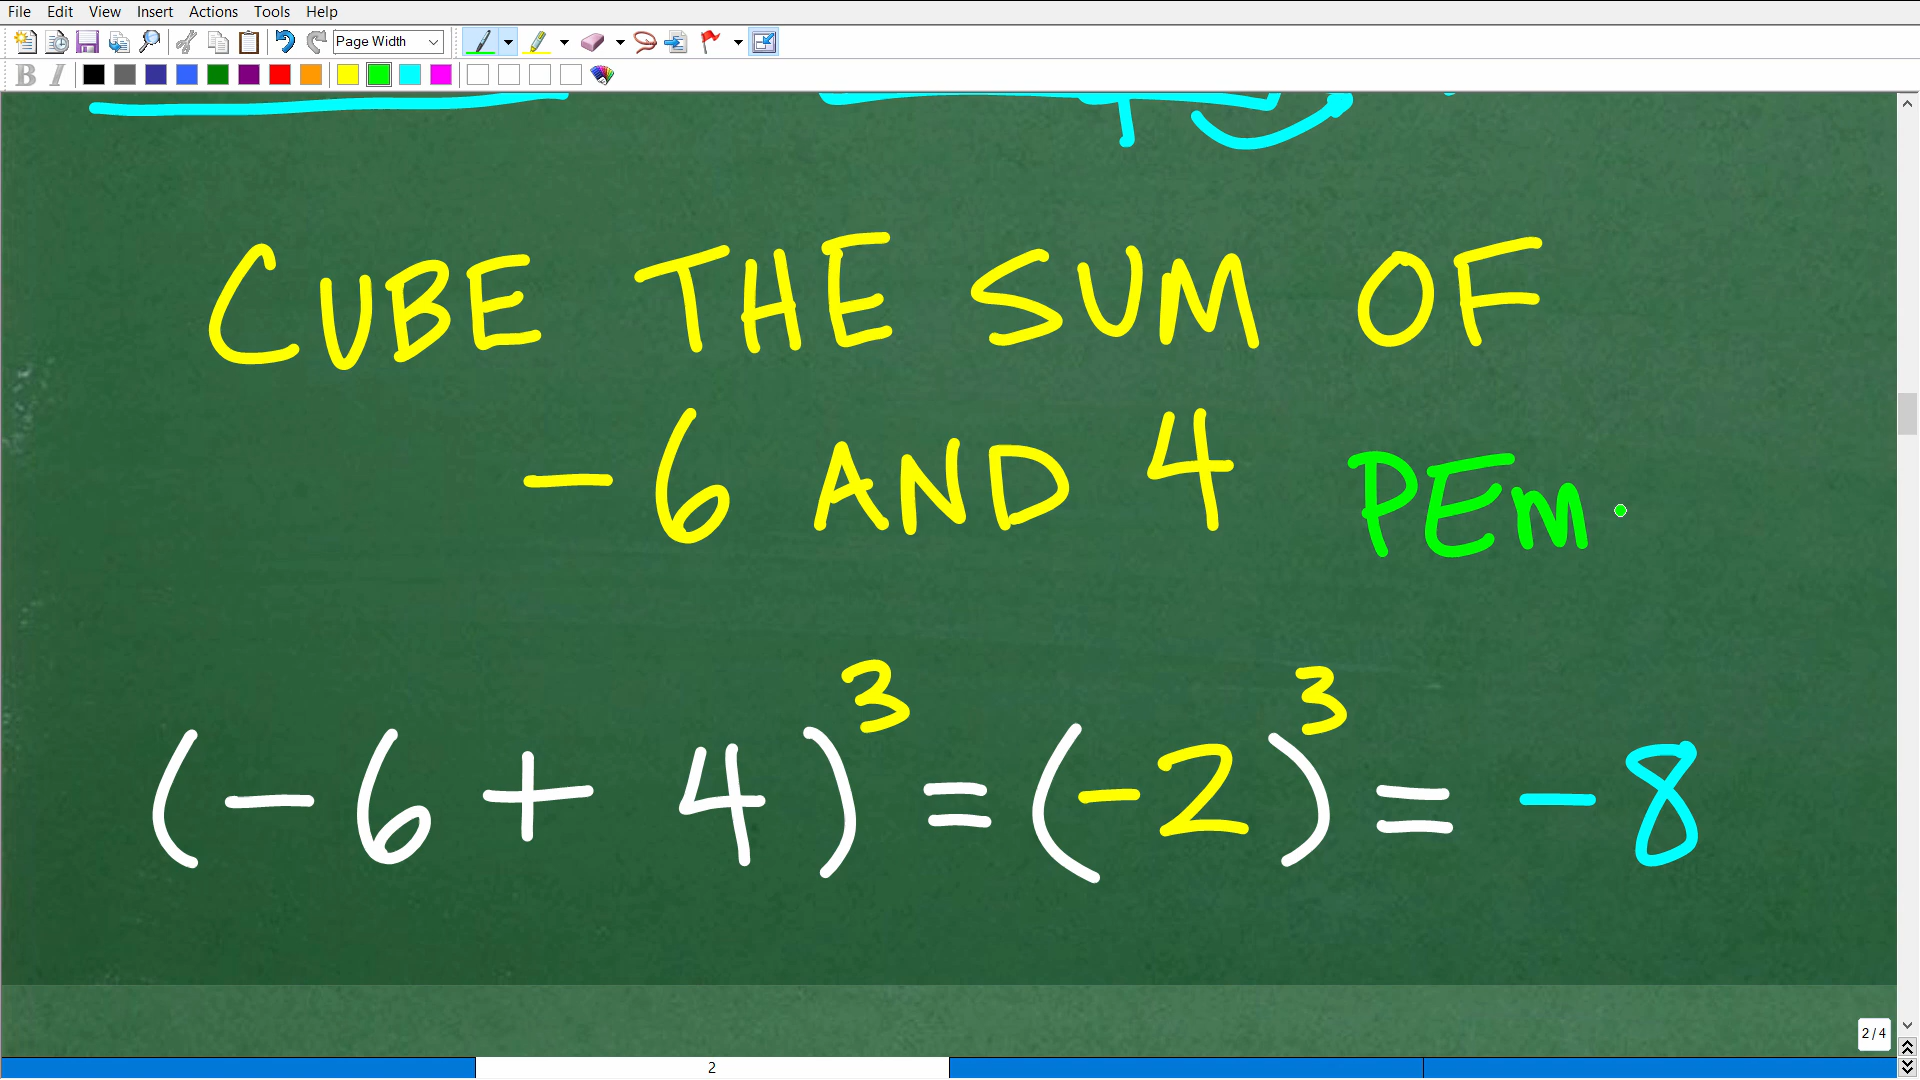 File Edit View Insert Actions Tools Help
Page Width
B I
CUBE THE SUM OF
-6 AND 4 PEm
(-6 + 4)³ = (-2)³ = -8
2 / 4
2